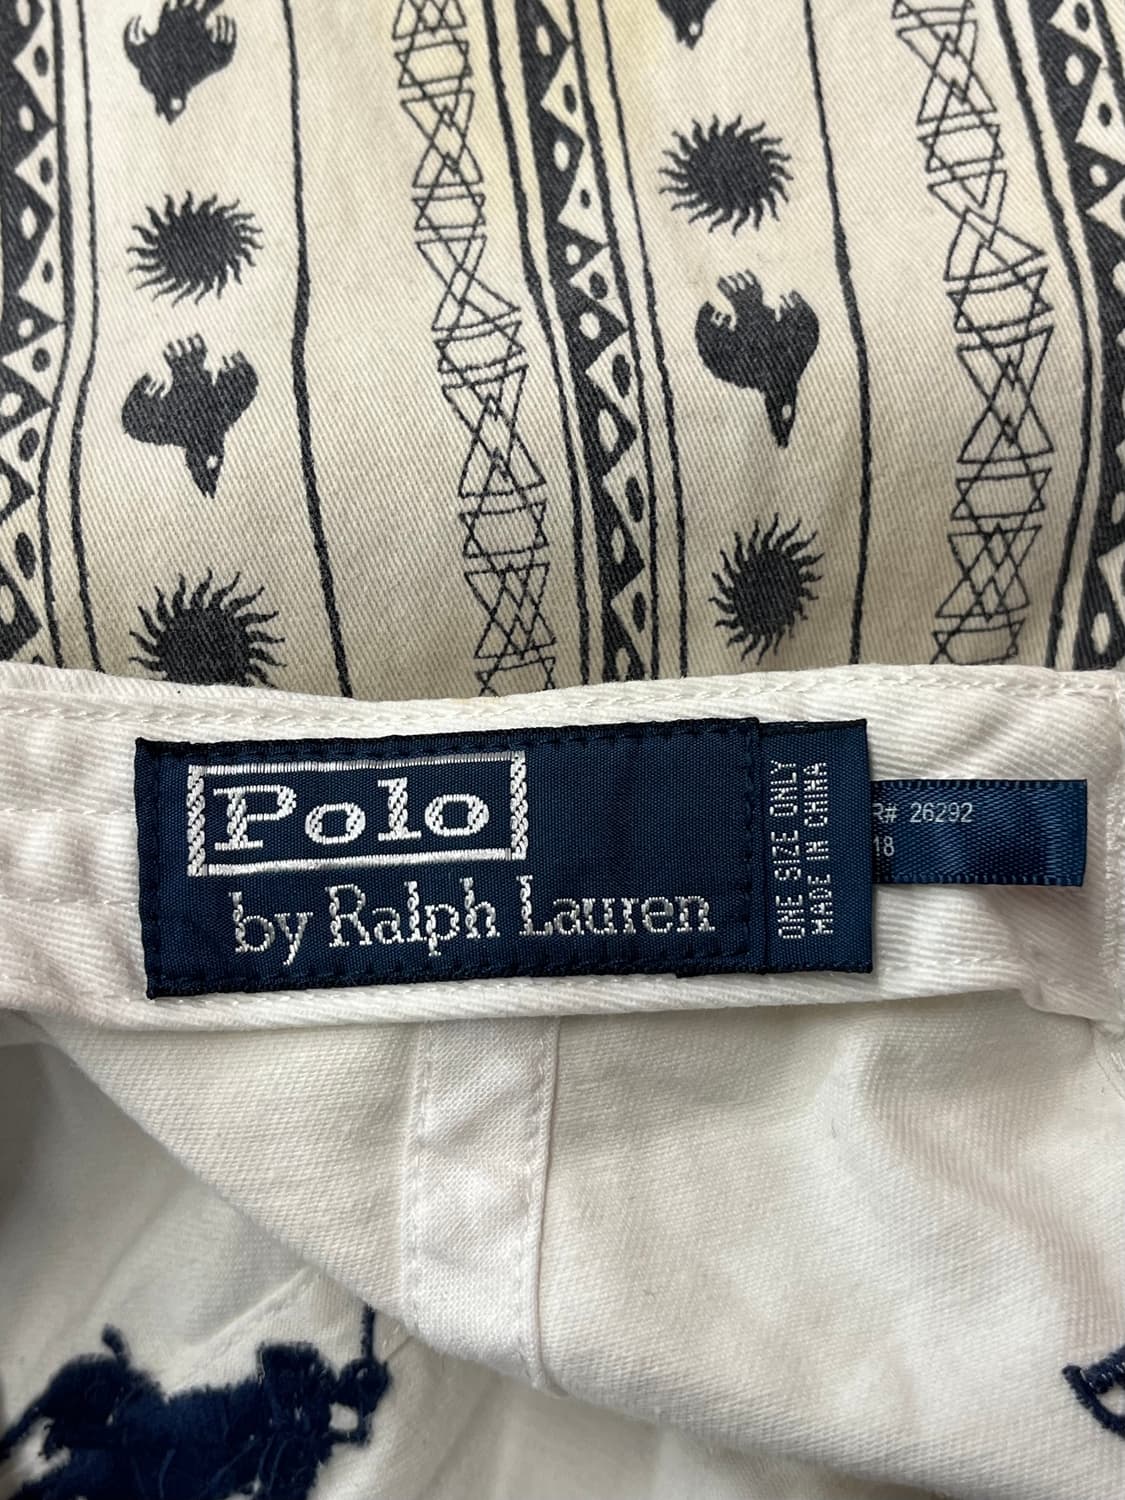 Polo
by Ralph Lauren
ONE SIZE ONLY
MADE IN CHINA
R# 26292
18